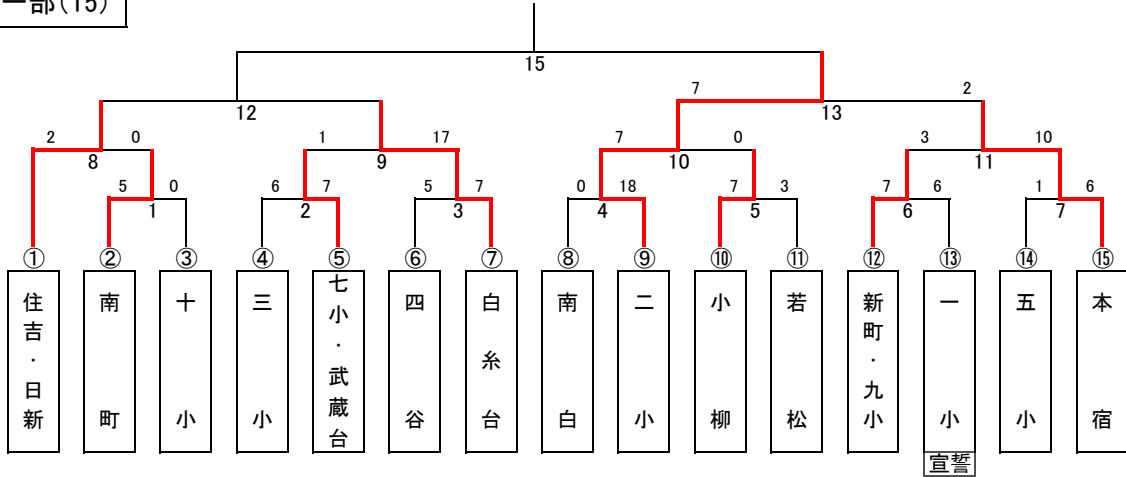 一部(15)
15
7 2
12 13
2 0 1 17 7 0 3 10
8 9 10 11
5 0 6 7 5 7 0 18 7 3 7 6 1 6
1 2 3 4 5 6 7
① ② ③ ④ ⑤ ⑥ ⑦ ⑧ ⑨ ⑩ ⑪ ⑫ ⑬ ⑭ ⑮
住吉・日新
南町
十小
三小
七小・武蔵台
四谷
白糸台
南白
二小
小柳
若松
新町・九小
一小
五小
本宿
宣誓